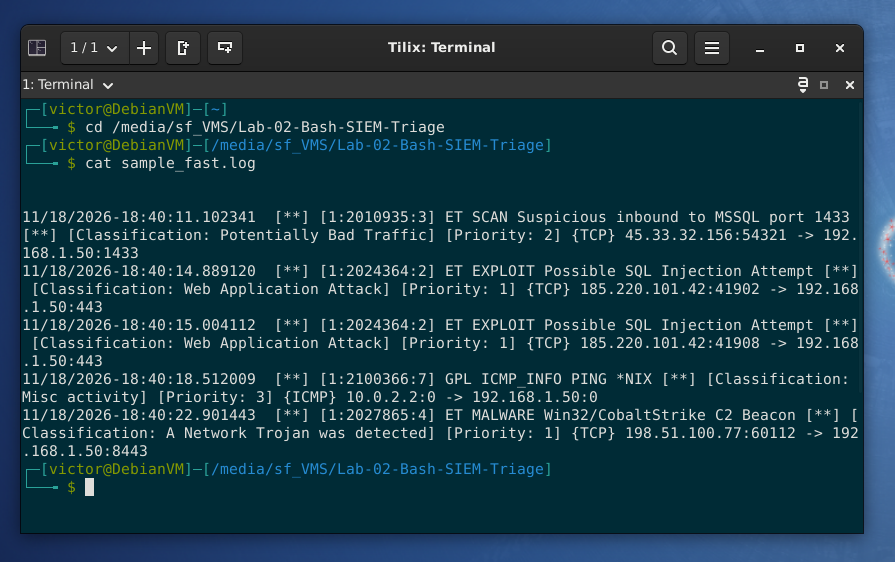 1 / 1
Tilix: Terminal
1: Terminal
┌─[victor@DebianVM]─[~]
└──╼ $ cd /media/sf_VMS/Lab-02-Bash-SIEM-Triage
┌─[victor@DebianVM]─[/media/sf_VMS/Lab-02-Bash-SIEM-Triage]
└──╼ $ cat sample_fast.log
11/18/2026-18:40:11.102341  [**] [1:2010935:3] ET SCAN Suspicious inbound to MSSQL port 1433
[**] [Classification: Potentially Bad Traffic] [Priority: 2] {TCP} 45.33.32.156:54321 -> 192.
168.1.50:1433
11/18/2026-18:40:14.889120  [**] [1:2024364:2] ET EXPLOIT Possible SQL Injection Attempt [**]
 [Classification: Web Application Attack] [Priority: 1] {TCP} 185.220.101.42:41902 -> 192.168
.1.50:443
11/18/2026-18:40:15.004112  [**] [1:2024364:2] ET EXPLOIT Possible SQL Injection Attempt [**]
 [Classification: Web Application Attack] [Priority: 1] {TCP} 185.220.101.42:41908 -> 192.168
.1.50:443
11/18/2026-18:40:18.512009  [**] [1:2100366:7] GPL ICMP_INFO PING *NIX [**] [Classification:
Misc activity] [Priority: 3] {ICMP} 10.0.2.2:0 -> 192.168.1.50:0
11/18/2026-18:40:22.901443  [**] [1:2027865:4] ET MALWARE Win32/CobaltStrike C2 Beacon [**] [
Classification: A Network Trojan was detected] [Priority: 1] {TCP} 198.51.100.77:60112 -> 192
.168.1.50:8443
┌─[victor@DebianVM]─[/media/sf_VMS/Lab-02-Bash-SIEM-Triage]
└──╼ $